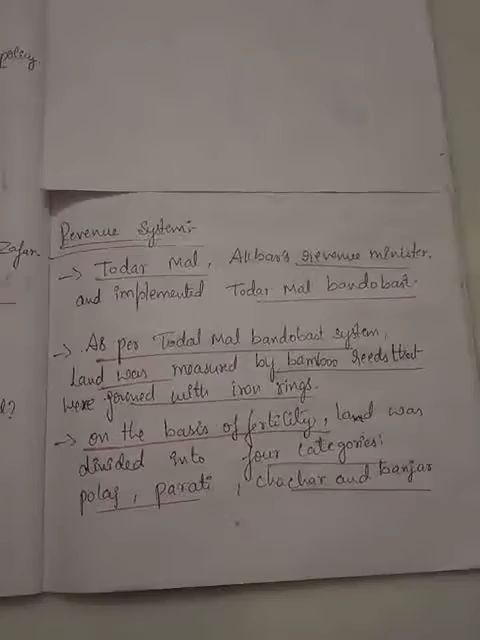 policy
Zafar.
d?
Revenue System:-
→ Todar Mal, Akbar's revenue minister,
and implemented Todar Mal bandobast.
→ As per Todal Mal bandobast system,
Land was measured by bamboo reeds that
were joined with iron rings.
→ on the basis of fertility, land was
divided into four categories:
polaj, parati, chachar and Banjar